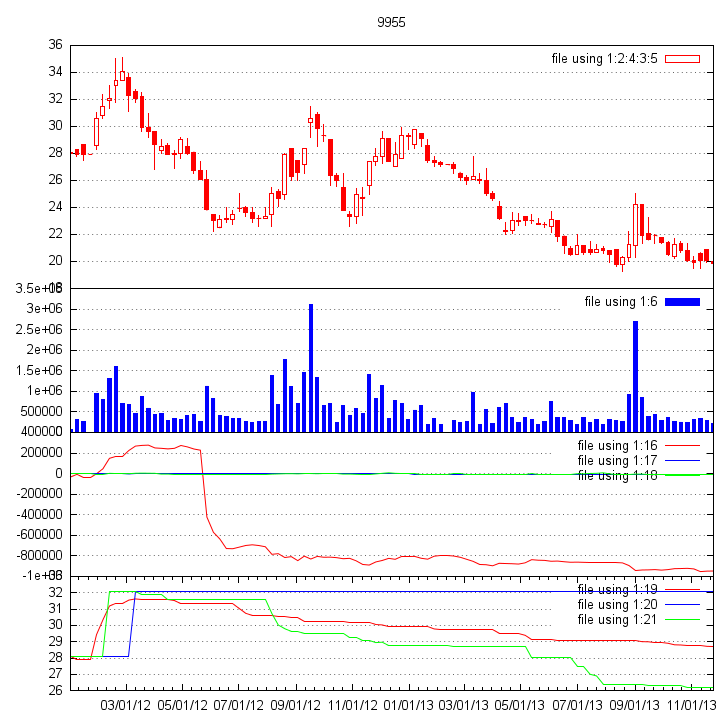 9955
36
file using 1:2:4:3:5
34
32
30
28
26
24
22
20
18
3.5e+06
file using 1:6
3e+06
2.5e+06
2e+06
1.5e+06
1e+06
500000
400000
file using 1:16
200000
file using 1:17
0
file using 1:18
-200000
-400000
-600000
-800000
-1e+06
32
file using 1:19
31
file using 1:20
30
file using 1:21
29
28
27
26
03/01/12 05/01/12 07/01/12 09/01/12 11/01/12 01/01/13 03/01/13 05/01/13 07/01/13 09/01/13 11/01/13